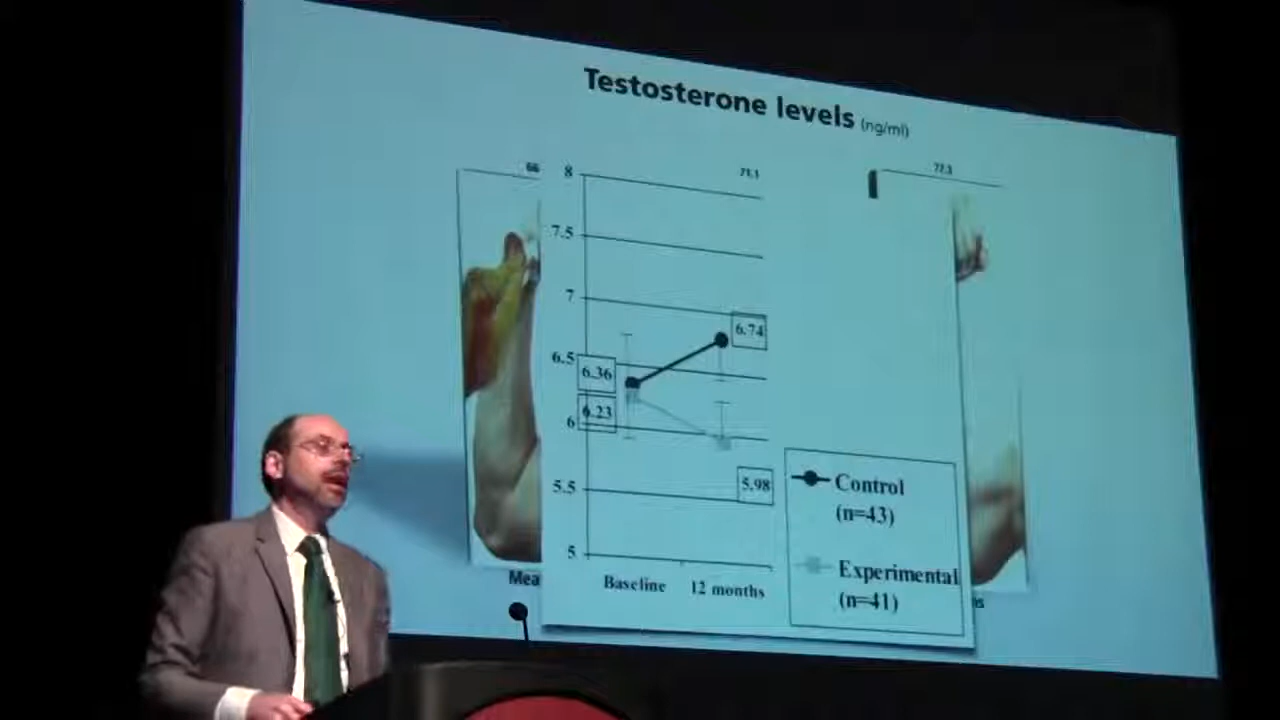 Testosterone levels (ng/ml)
66
71.1
77.3
8
7.5
7
6.5
6
5.5
5
6.74
6.36
6.23
5.98
Baseline
12 months
Control
(n=43)
Experimental
(n=41)
Mea
ns